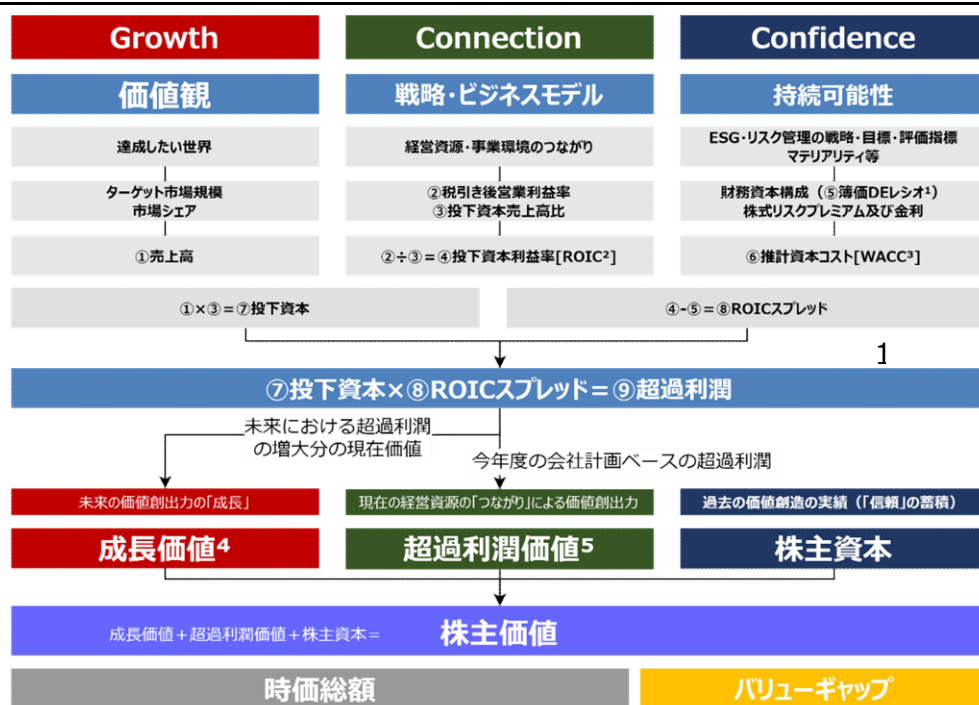 Growth
Connection
Confidence
価値観
戦略・ビジネスモデル
持続可能性
達成したい世界
経営資源・事業環境のつながり
ESG・リスク管理の戦略・目標・評価指標
マテリアリティ等
ターゲット市場規模
市場シェア
②税引き後営業利益率
③投下資本売上高比
財務資本構成（⑤簿価DEレシオ¹）
株式リスクプレミアム及び金利
①売上高
②÷③＝④投下資本利益率[ROIC²]
⑥推計資本コスト[WACC³]
①×③＝⑦投下資本
④-⑤＝⑧ROICスプレッド
1
⑦投下資本×⑧ROICスプレッド＝⑨超過利潤
未来における超過利潤
の増大分の現在価値
今年度の会社計画ベースの超過利潤
未来の価値創出力の「成長」
現在の経営資源の「つながり」による価値創出力
過去の価値創造の実績（「信頼」の蓄積）
成長価値⁴
超過利潤価値⁵
株主資本
成長価値＋超過利潤価値＋株主資本＝
株主価値
時価総額
バリューギャップ